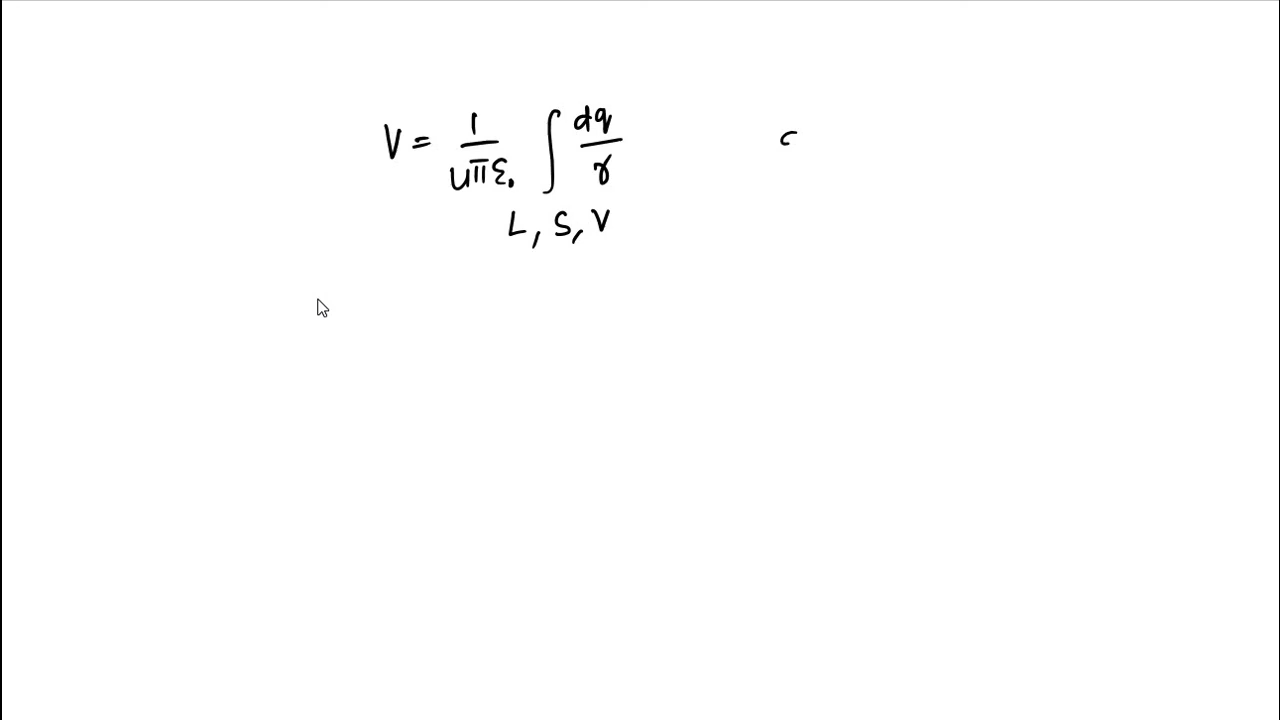 V = 1/4πε₀ ∫ dq/r c
L, S, V